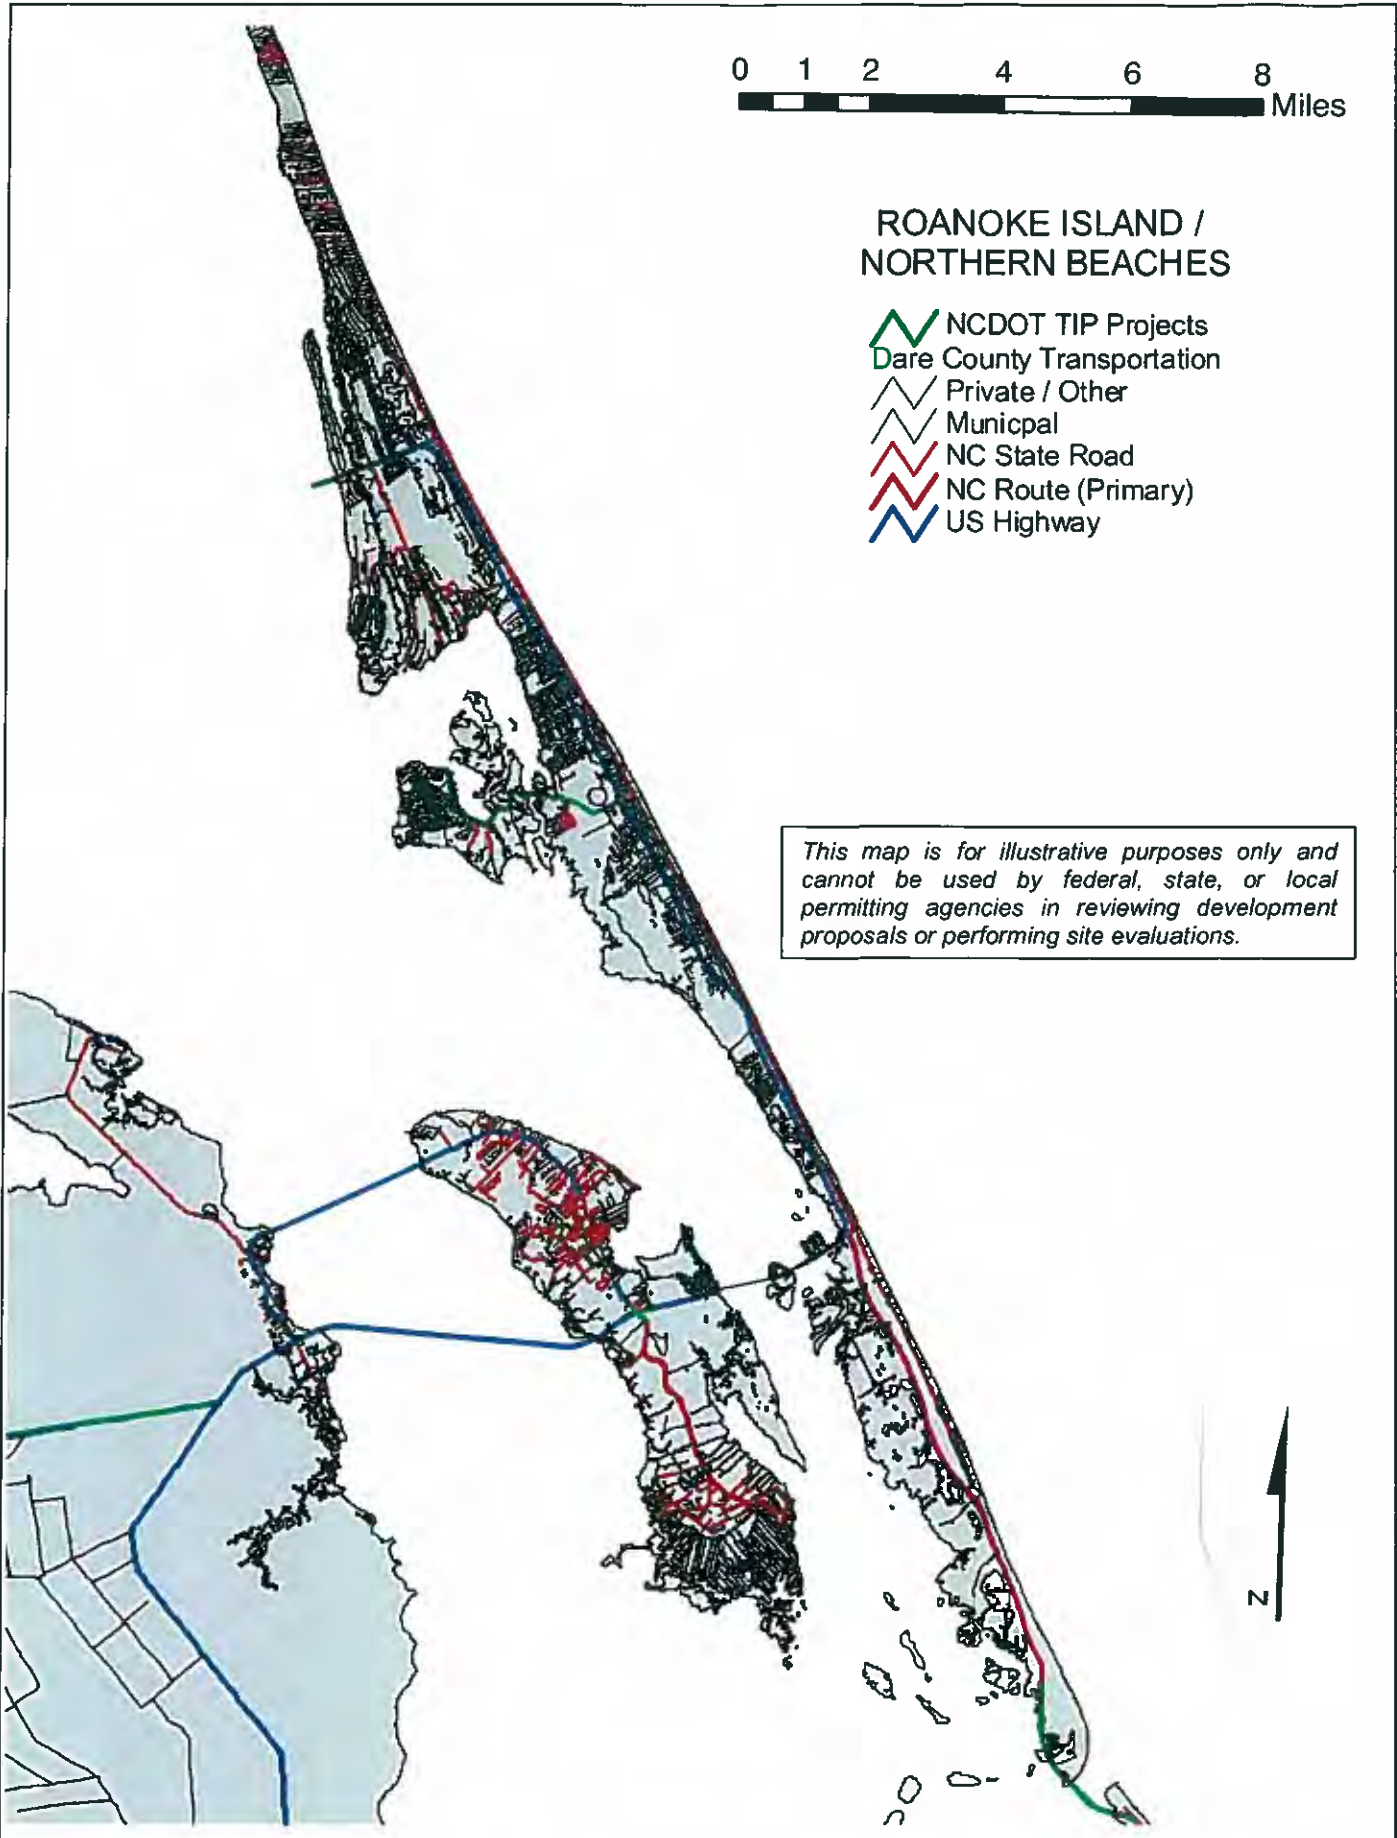 0 1 2 4 6 8
Miles
ROANOKE ISLAND /
NORTHERN BEACHES
NCDOT TIP Projects
Dare County Transportation
Private / Other
Municpal
NC State Road
NC Route (Primary)
US Highway
This map is for illustrative purposes only and
cannot be used by federal, state, or local
permitting agencies in reviewing development
proposals or performing site evaluations.
N